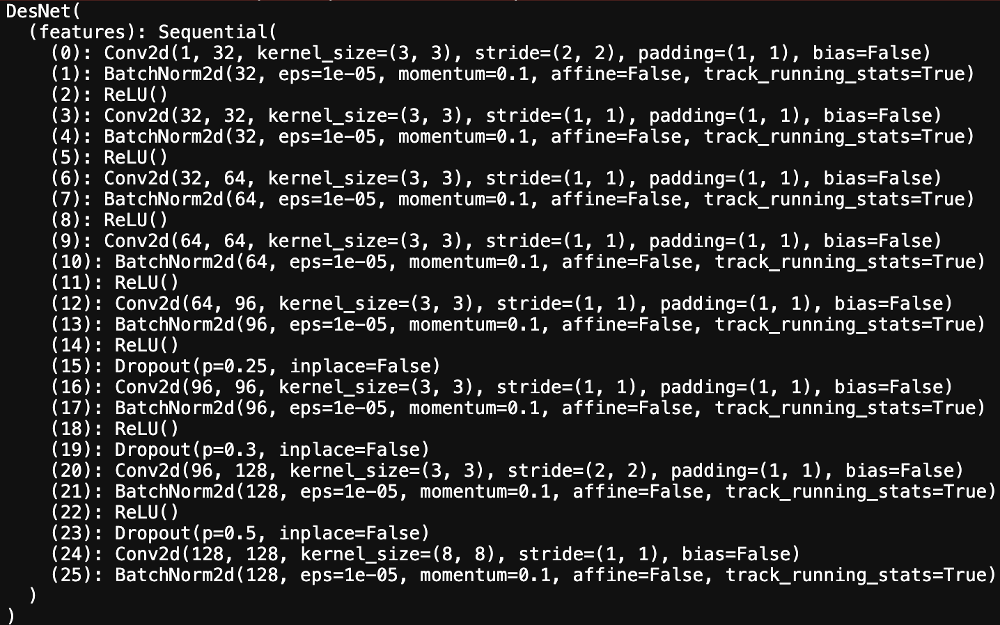 DesNet(
  (features): Sequential(
    (0): Conv2d(1, 32, kernel_size=(3, 3), stride=(2, 2), padding=(1, 1), bias=False)
    (1): BatchNorm2d(32, eps=1e-05, momentum=0.1, affine=False, track_running_stats=True)
    (2): ReLU()
    (3): Conv2d(32, 32, kernel_size=(3, 3), stride=(1, 1), padding=(1, 1), bias=False)
    (4): BatchNorm2d(32, eps=1e-05, momentum=0.1, affine=False, track_running_stats=True)
    (5): ReLU()
    (6): Conv2d(32, 64, kernel_size=(3, 3), stride=(1, 1), padding=(1, 1), bias=False)
    (7): BatchNorm2d(64, eps=1e-05, momentum=0.1, affine=False, track_running_stats=True)
    (8): ReLU()
    (9): Conv2d(64, 64, kernel_size=(3, 3), stride=(1, 1), padding=(1, 1), bias=False)
    (10): BatchNorm2d(64, eps=1e-05, momentum=0.1, affine=False, track_running_stats=True)
    (11): ReLU()
    (12): Conv2d(64, 96, kernel_size=(3, 3), stride=(1, 1), padding=(1, 1), bias=False)
    (13): BatchNorm2d(96, eps=1e-05, momentum=0.1, affine=False, track_running_stats=True)
    (14): ReLU()
    (15): Dropout(p=0.25, inplace=False)
    (16): Conv2d(96, 96, kernel_size=(3, 3), stride=(1, 1), padding=(1, 1), bias=False)
    (17): BatchNorm2d(96, eps=1e-05, momentum=0.1, affine=False, track_running_stats=True)
    (18): ReLU()
    (19): Dropout(p=0.3, inplace=False)
    (20): Conv2d(96, 128, kernel_size=(3, 3), stride=(2, 2), padding=(1, 1), bias=False)
    (21): BatchNorm2d(128, eps=1e-05, momentum=0.1, affine=False, track_running_stats=True)
    (22): ReLU()
    (23): Dropout(p=0.5, inplace=False)
    (24): Conv2d(128, 128, kernel_size=(8, 8), stride=(1, 1), bias=False)
    (25): BatchNorm2d(128, eps=1e-05, momentum=0.1, affine=False, track_running_stats=True)
  )
)